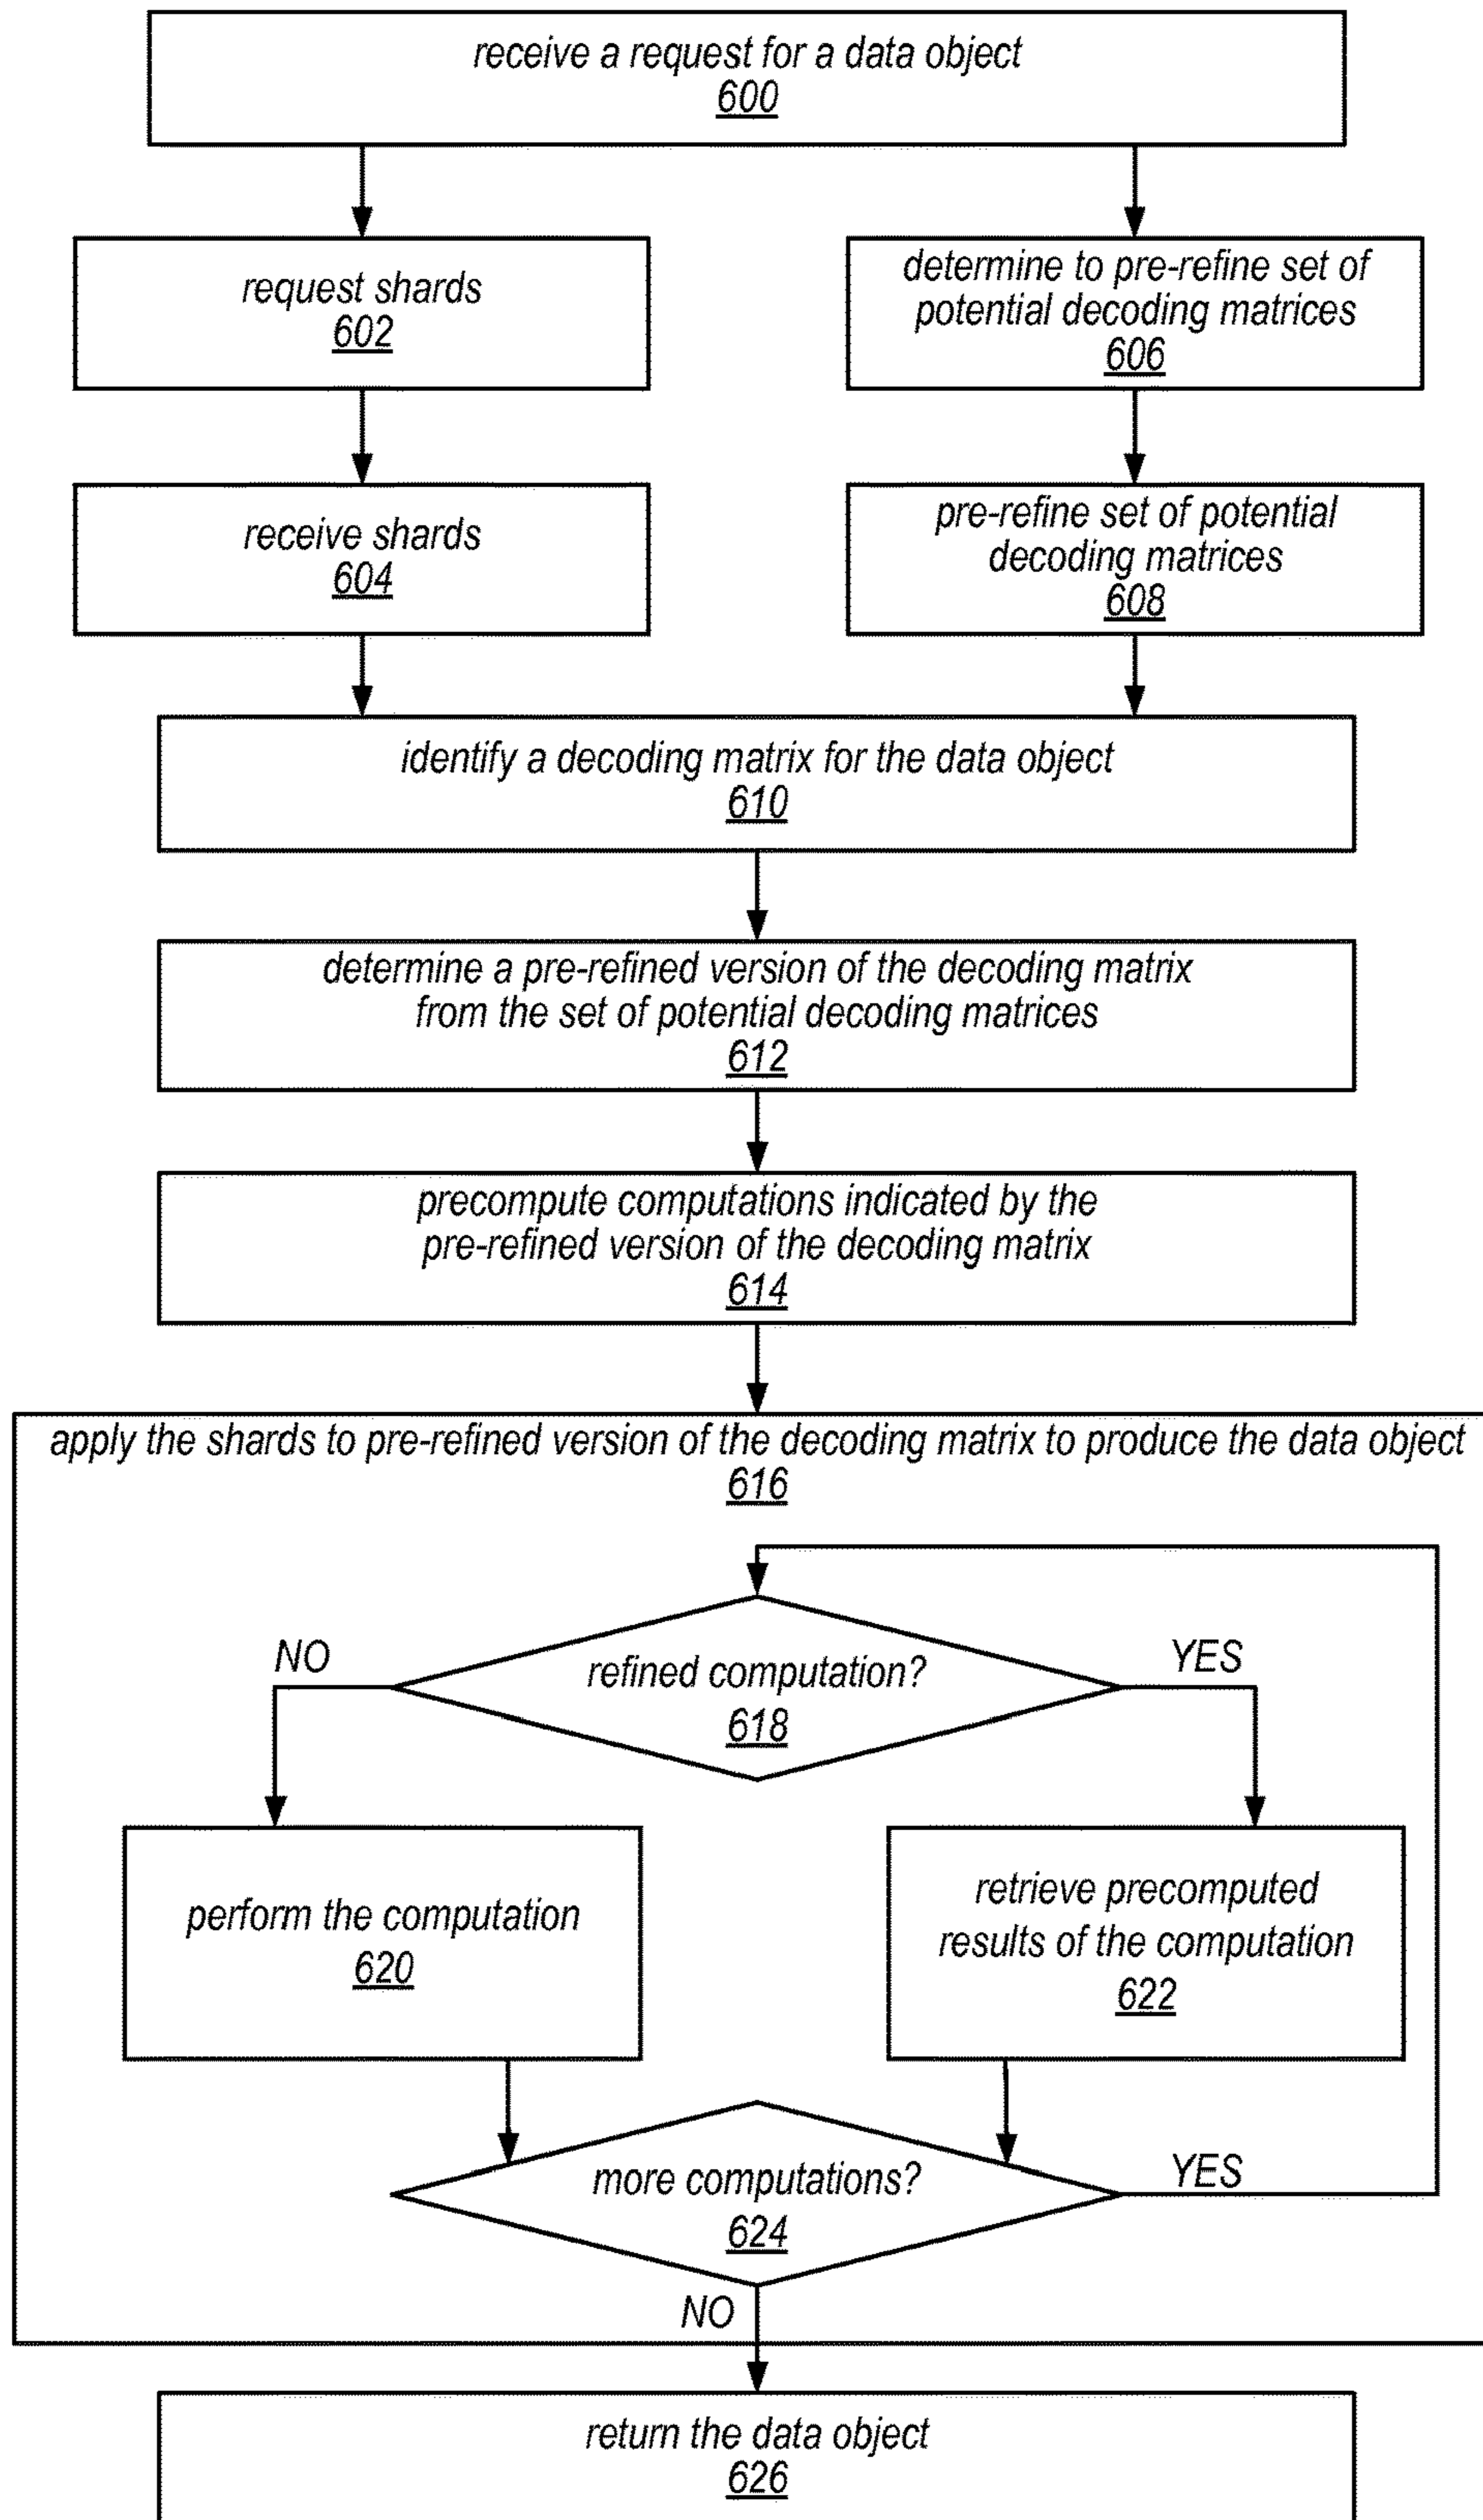 receive a request for a data object
600
request shards
602
determine to pre-refine set of
potential decoding matrices
606
receive shards
604
pre-refine set of potential
decoding matrices
608
identify a decoding matrix for the data object
610
determine a pre-refined version of the decoding matrix
from the set of potential decoding matrices
612
precompute computations indicated by the
pre-refined version of the decoding matrix
614
apply the shards to pre-refined version of the decoding matrix to produce the data object
616
NO
YES
refined computation?
618
perform the computation
620
retrieve precomputed
results of the computation
622
more computations?
624
YES
NO
return the data object
626